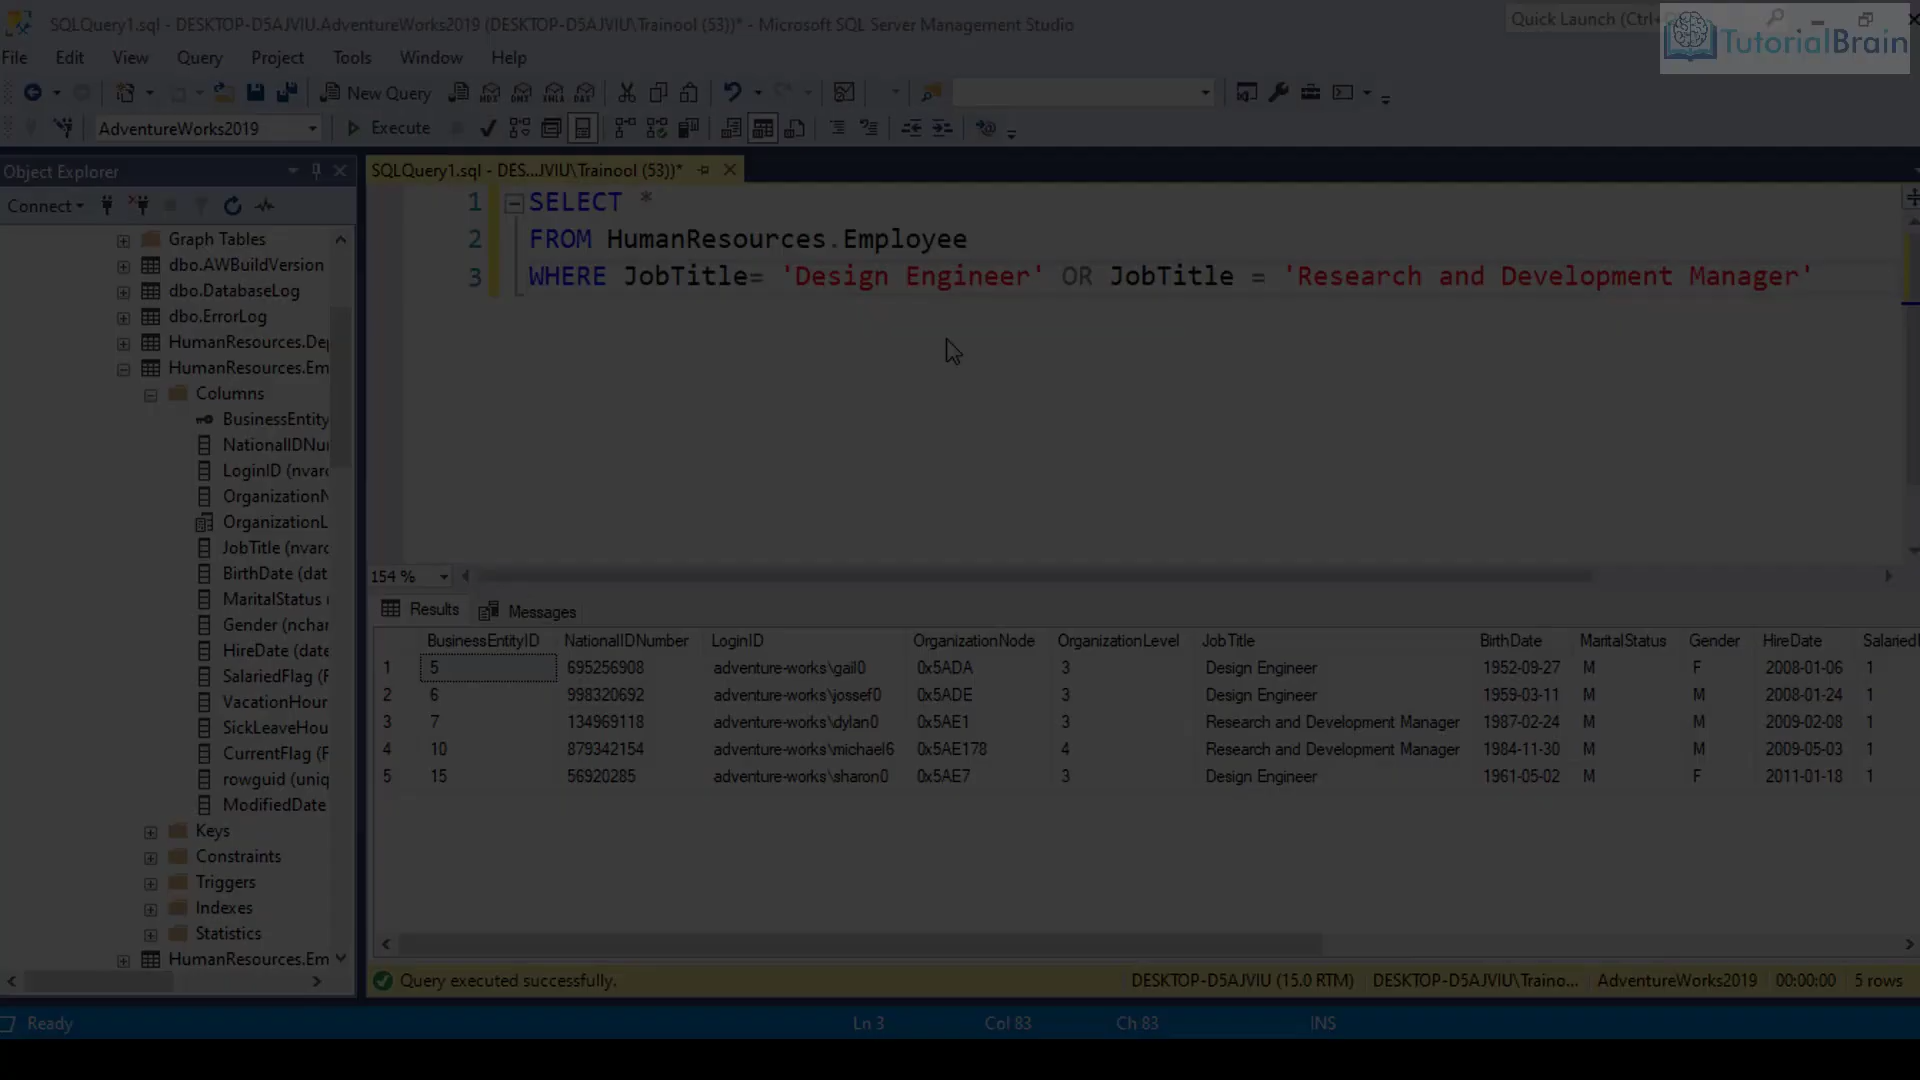 SQLQuery1.sql - DESKTOP-D5AJVIU.AdventureWorks2019 (DESKTOP-D5AJVIU\Trainool (53))* - Microsoft SQL Server Management Studio
Quick Launch (Ctrl+
TutorialBrain
File Edit View Query Project Tools Window Help
New Query
AdventureWorks2019 Execute
Object Explorer
SQLQuery1.sql - DES...JVIU\Trainool (53))*
Connect
Graph Tables
dbo.AWBuildVersion
dbo.DatabaseLog
dbo.ErrorLog
HumanResources.Dep
HumanResources.Em
Columns
BusinessEntity
NationalIDNu
LoginID (nvarc
OrganizationN
OrganizationL
JobTitle (nvarc
BirthDate (dat
MaritalStatus
Gender (nchar
HireDate (date
SalariedFlag (F
VacationHour
SickLeaveHou
CurrentFlag (F
rowguid (uniq
ModifiedDate
Keys
Constraints
Triggers
Indexes
Statistics
HumanResources.Em
1 SELECT *
2 FROM HumanResources.Employee
3 WHERE JobTitle= 'Design Engineer' OR JobTitle = 'Research and Development Manager'
154 %
Results Messages
BusinessEntityID NationalIDNumber LoginID OrganizationNode OrganizationLevel JobTitle BirthDate MaritalStatus Gender HireDate Salaried
1 5 695256908 adventure-works\gail0 0x5ADA 3 Design Engineer 1952-09-27 M F 2008-01-06 1
2 6 998320692 adventure-works\jossef0 0x5ADE 3 Design Engineer 1959-03-11 M M 2008-01-24 1
3 7 134969118 adventure-works\dylan0 0x5AE1 3 Research and Development Manager 1987-02-24 M M 2009-02-08 1
4 10 879342154 adventure-works\michael6 0x5AE178 4 Research and Development Manager 1984-11-30 M M 2009-05-03 1
5 15 56920285 adventure-works\sharon0 0x5AE7 3 Design Engineer 1961-05-02 M F 2011-01-18 1
Query executed successfully. DESKTOP-D5AJVIU (15.0 RTM) DESKTOP-D5AJVIU\Traino... AdventureWorks2019 00:00:00 5 rows
Ready Ln 3 Col 83 Ch 83 INS